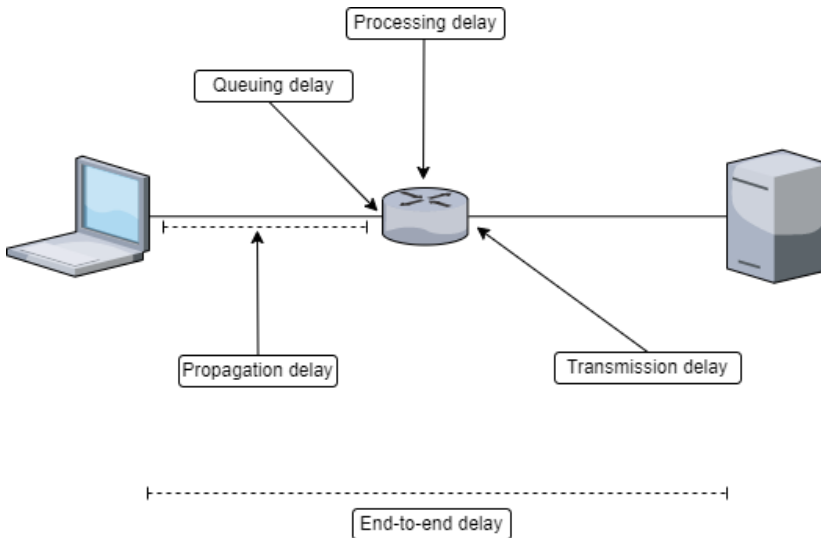 Processing delay
Queuing delay
Propagation delay
Transmission delay
End-to-end delay